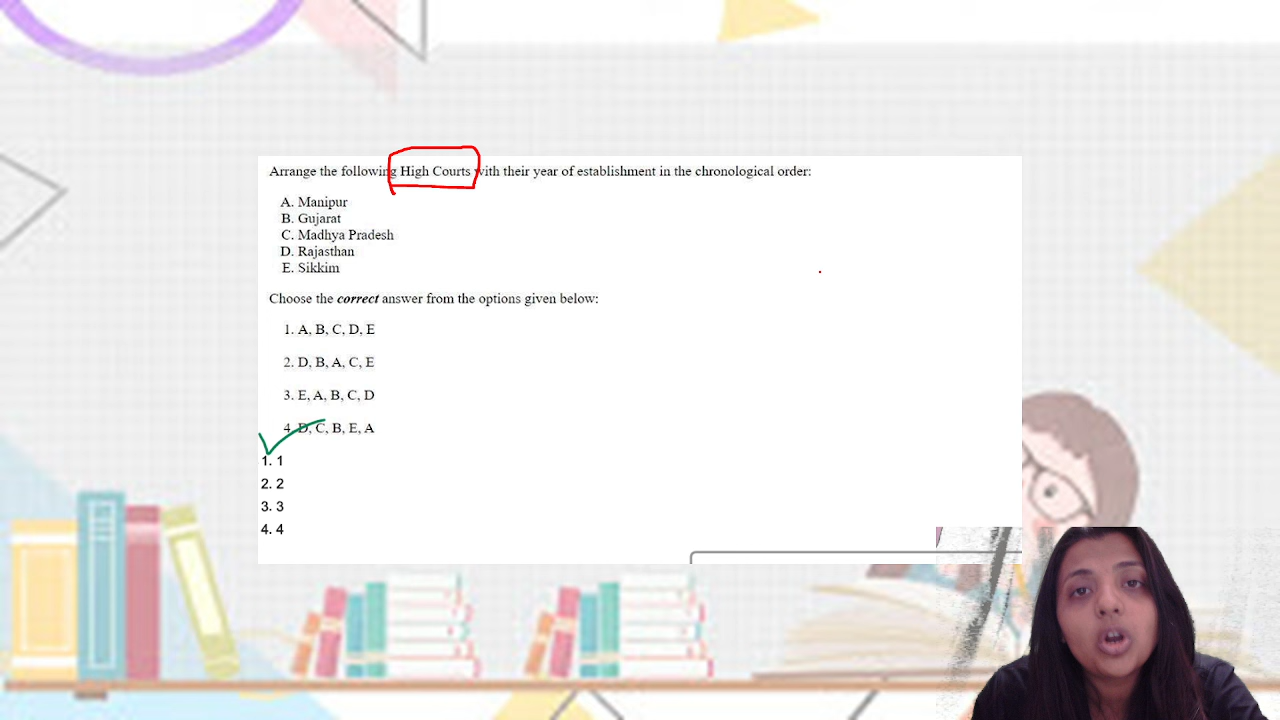 Arrange the following High Courts with their year of establishment in the chronological order:
A. Manipur
B. Gujarat
C. Madhya Pradesh
D. Rajasthan
E. Sikkim
Choose the correct answer from the options given below:
1. A, B, C, D, E
2. D, B, A, C, E
3. E, A, B, C, D
4. D, C, B, E, A
1. 1
2. 2
3. 3
4. 4